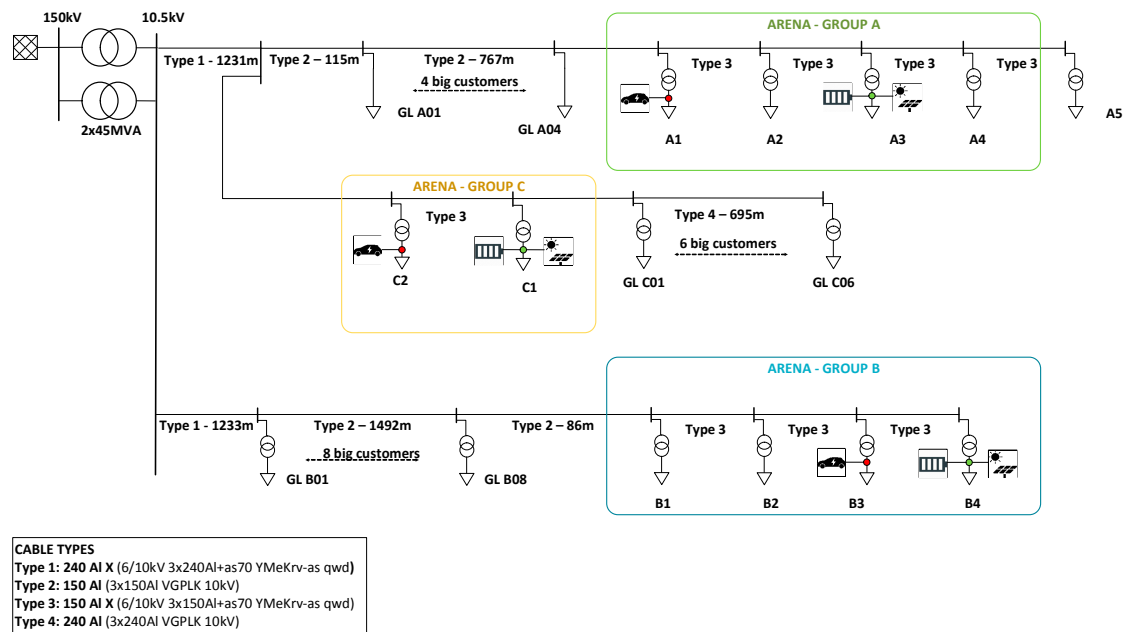 150kV
10.5kV
ARENA - GROUP A
Type 1 - 1231m
Type 2 – 115m
Type 2 – 767m
Type 3
Type 3
Type 3
Type 3
4 big customers
GL A01
GL A04
2x45MVA
A1
A2
A3
A4
A5
ARENA - GROUP C
Type 3
Type 4 – 695m
6 big customers
C2
C1
GL C01
GL C06
ARENA - GROUP B
Type 1 - 1233m
Type 2 – 1492m
Type 2 – 86m
Type 3
Type 3
Type 3
8 big customers
GL B01
GL B08
B1
B2
B3
B4
CABLE TYPES
Type 1: 240 Al X (6/10kV 3x240Al+as70 YMeKrv-as qwd)
Type 2: 150 Al (3x150Al VGPLK 10kV)
Type 3: 150 Al X (6/10kV 3x150Al+as70 YMeKrv-as qwd)
Type 4: 240 Al (3x240Al VGPLK 10kV)